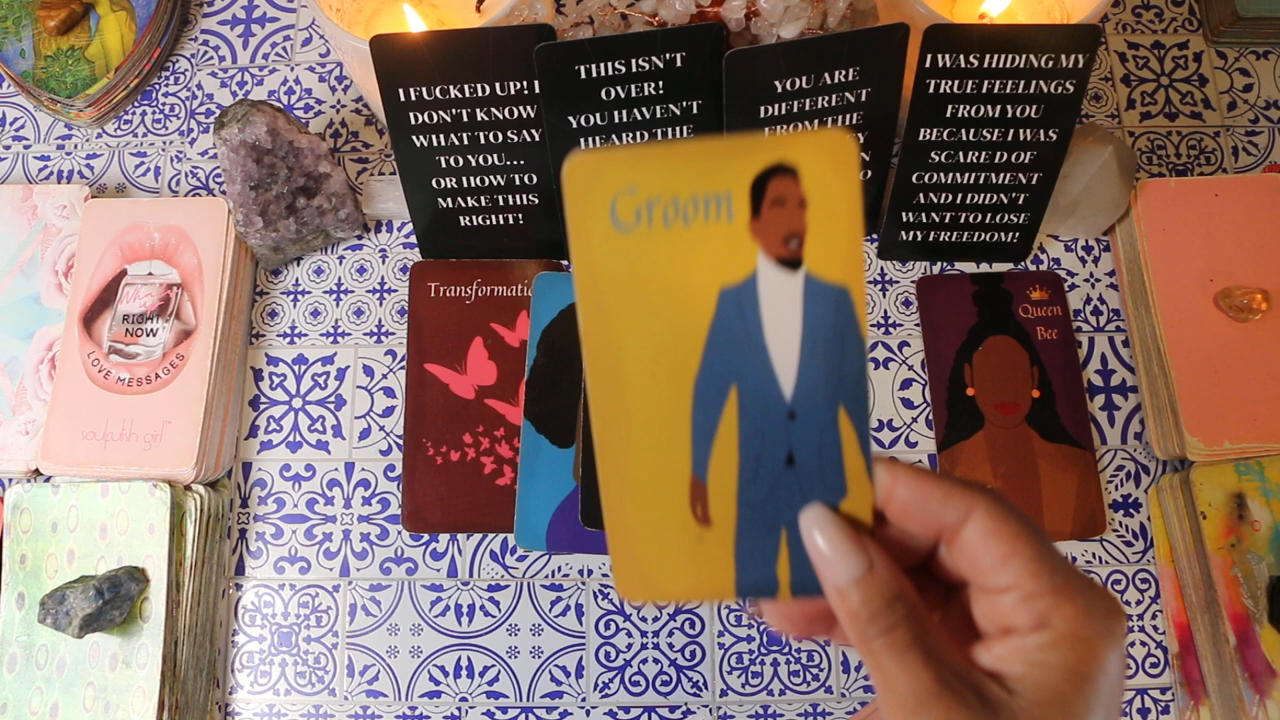 I FUCKED UP! I
DON'T KNOW
WHAT TO SAY
TO YOU...
OR HOW TO
MAKE THIS
RIGHT!
THIS ISN'T
OVER!
YOU HAVEN'T
HEARD THE
YOU ARE
DIFFERENT
FROM THE
I WAS HIDING MY
TRUE FEELINGS
FROM YOU
BECAUSE I WAS
SCARE D OF
COMMITMENT
AND I DIDN'T
WANT TO LOSE
MY FREEDOM!
Groom
Transformatio
Queen
Bee
RIGHT
NOW
LOVE MESSAGES
soulfulish girl